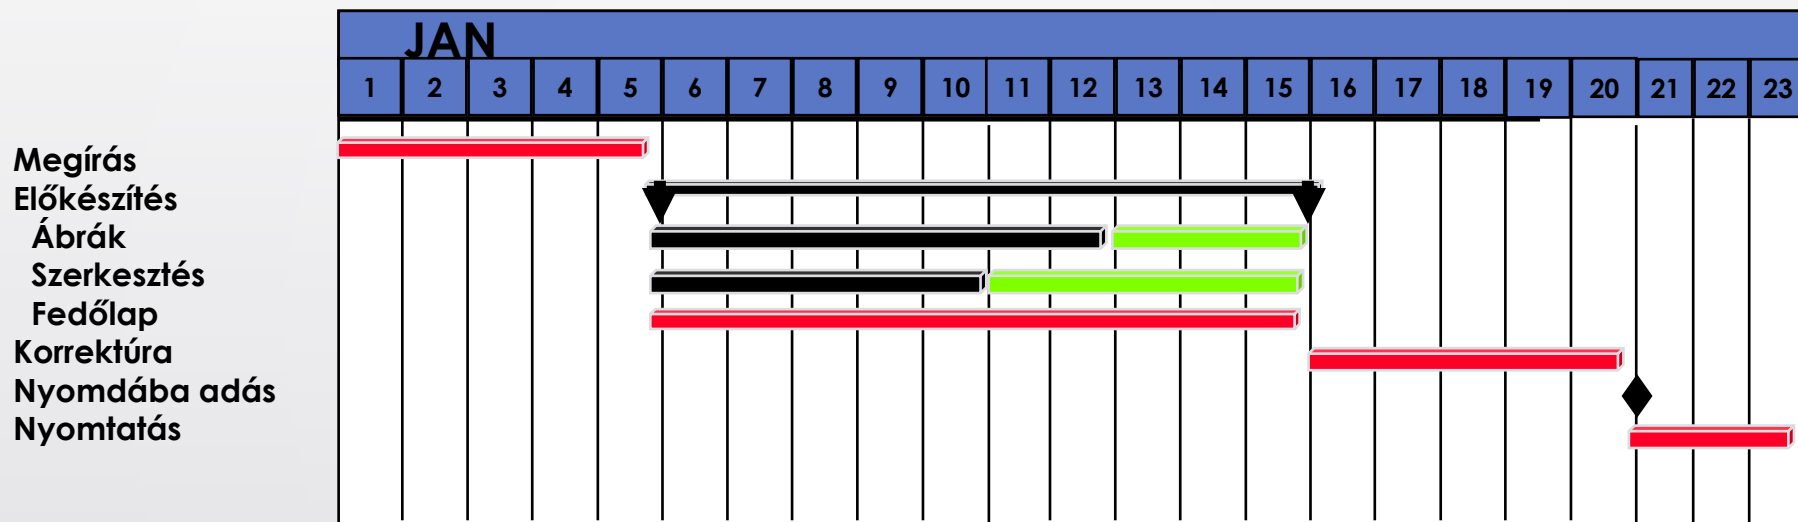 JAN
1 2 3 4 5 6 7 8 9 10 11 12 13 14 15 16 17 18 19 20 21 22 23
Megírás
Előkészítés
Ábrák
Szerkesztés
Fedőlap
Korrektúra
Nyomdába adás
Nyomtatás